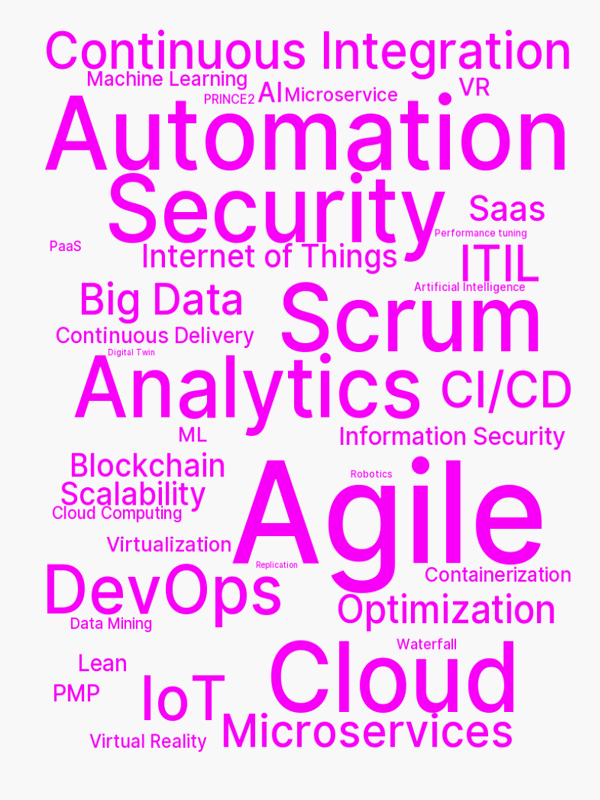 Continuous Integration
Machine Learning
VR
AI
Microservice
PRINCE2
Automation
Security
Saas
Performance tuning
PaaS
Internet of Things
ITIL
Artificial Intelligence
Big Data
Scrum
Continuous Delivery
Digital Twin
Analytics
CI/CD
ML
Information Security
Blockchain
Robotics
Scalability
Cloud Computing
Agile
Virtualization
Replication
Containerization
DevOps
Optimization
Data Mining
Waterfall
Lean
Cloud
PMP
IoT
Microservices
Virtual Reality